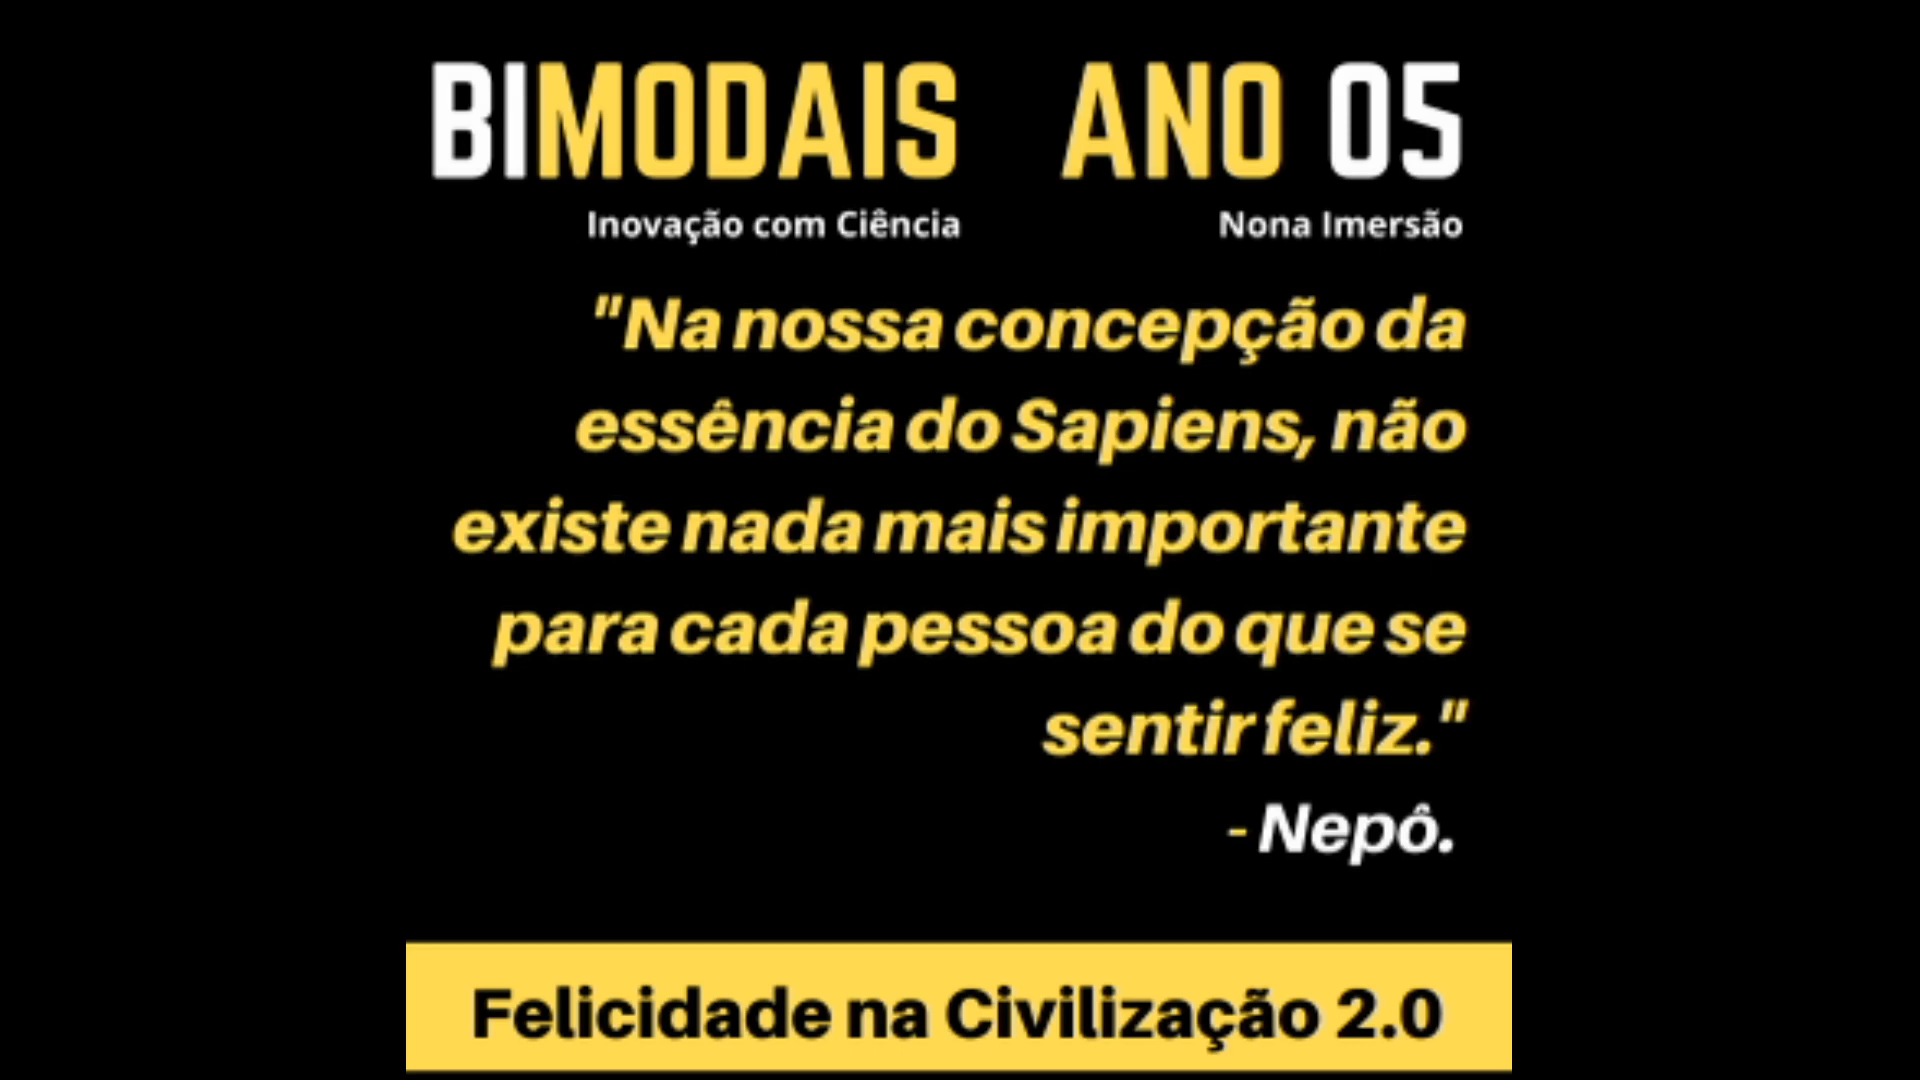 BIMODAIS ANO 05
Inovação com Ciência Nona Imersão
"Na nossa concepção da
essência do Sapiens, não
existe nada mais importante
para cada pessoa do que se
sentir feliz."
- Nepô.
Felicidade na Civilização 2.0